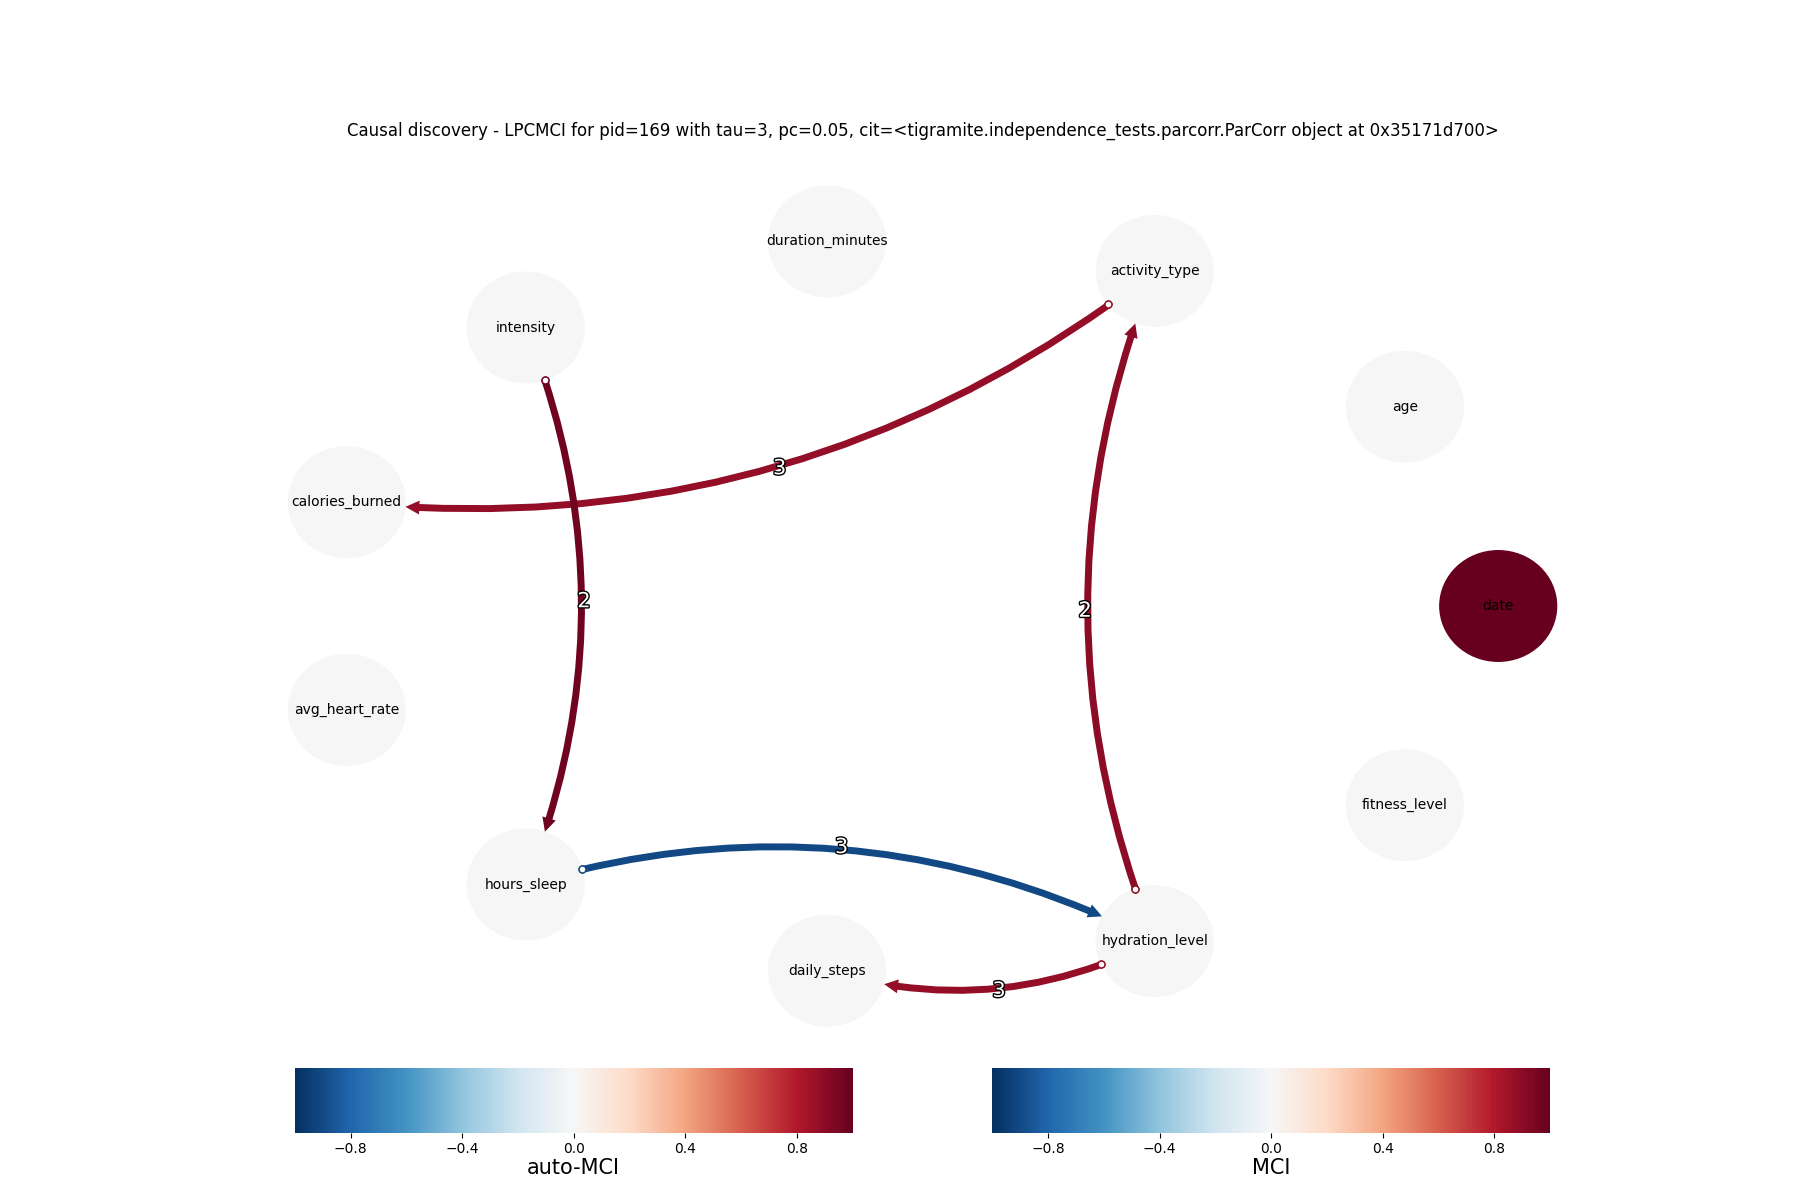 Causal discovery - LPCMCI for pid=169 with tau=3, pc=0.05, cit=<tigramite.independence_tests.parcorr.ParCorr object at 0x35171d700>
duration_minutes
activity_type
intensity
age
3
calories_burned
2
2
date
avg_heart_rate
fitness_level
3
hours_sleep
hydration_level
daily_steps
3
−0.8 −0.4 0.0 0.4 0.8
auto-MCI
−0.8 −0.4 0.0 0.4 0.8
MCI